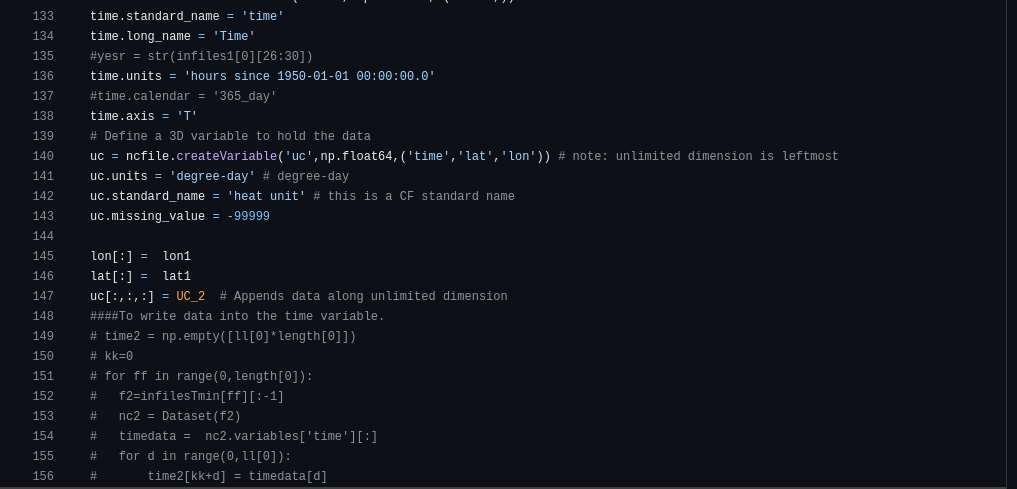 133 time.standard_name = 'time'
134 time.long_name = 'Time'
135 #yesr = str(infiles1[0][26:30])
136 time.units = 'hours since 1950-01-01 00:00:00.0'
137 #time.calendar = '365_day'
138 time.axis = 'T'
139 # Define a 3D variable to hold the data
140 uc = ncfile.createVariable('uc',np.float64,('time','lat','lon')) # note: unlimited dimension is leftmost
141 uc.units = 'degree-day' # degree-day
142 uc.standard_name = 'heat unit' # this is a CF standard name
143 uc.missing_value = -99999
144
145 lon[:] =  lon1
146 lat[:] =  lat1
147 uc[:,:,:] = UC_2  # Appends data along unlimited dimension
148 ####To write data into the time variable.
149 # time2 = np.empty([ll[0]*length[0]])
150 # kk=0
151 # for ff in range(0,length[0]):
152 #   f2=infilesTmin[ff][:-1]
153 #   nc2 = Dataset(f2)
154 #   timedata =  nc2.variables['time'][:]
155 #   for d in range(0,ll[0]):
156 #       time2[kk+d] = timedata[d]